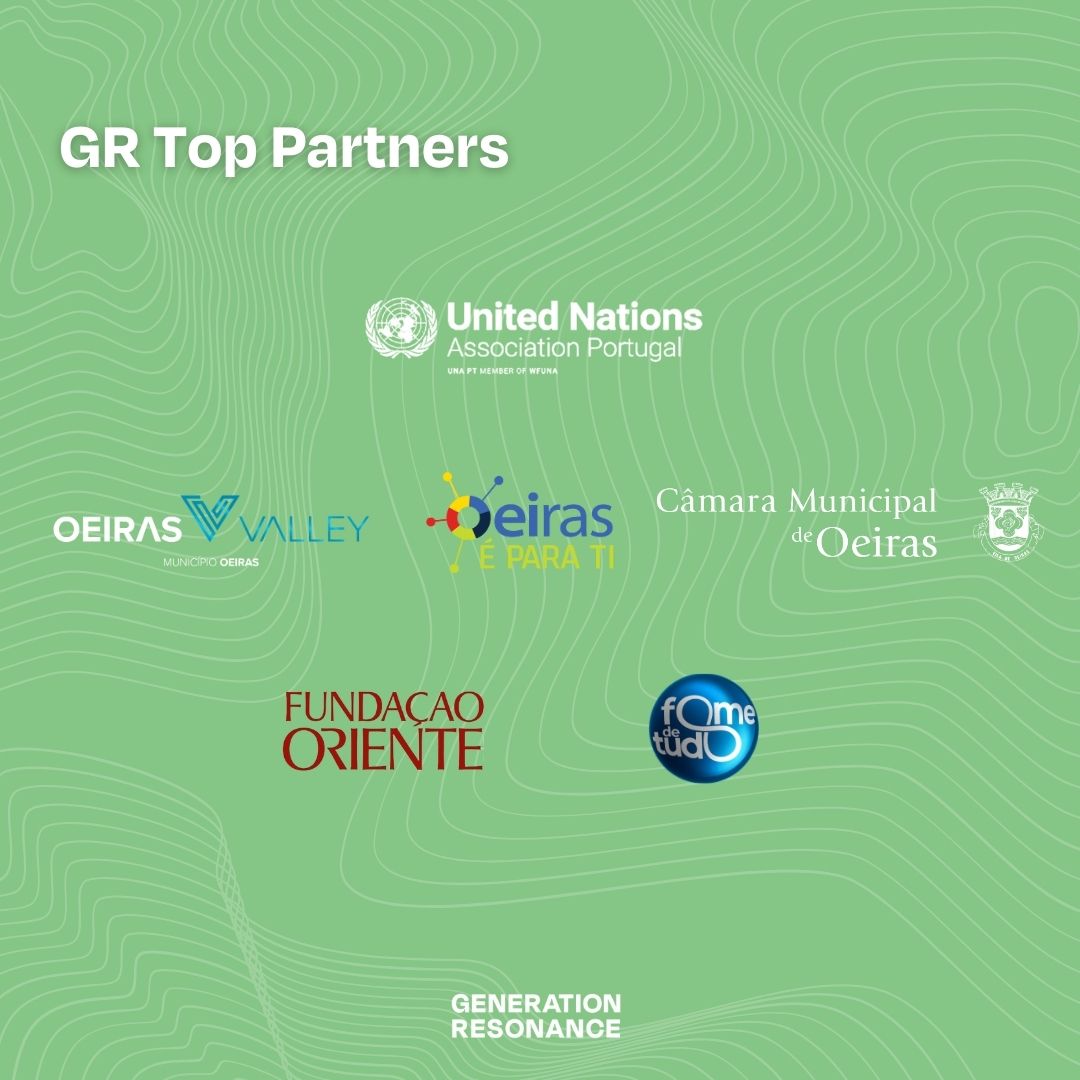 GR Top Partners
United Nations
Association Portugal
UNA PT MEMBER OF WFUNA
OEIRAS VALLEY
MUNICÍPIO OEIRAS
Oeiras
É PARA TI
Câmara Municipal
de Oeiras
FUNDAÇAO
ORIENTE
fome
de
tudo
GENERATION
RESONANCE